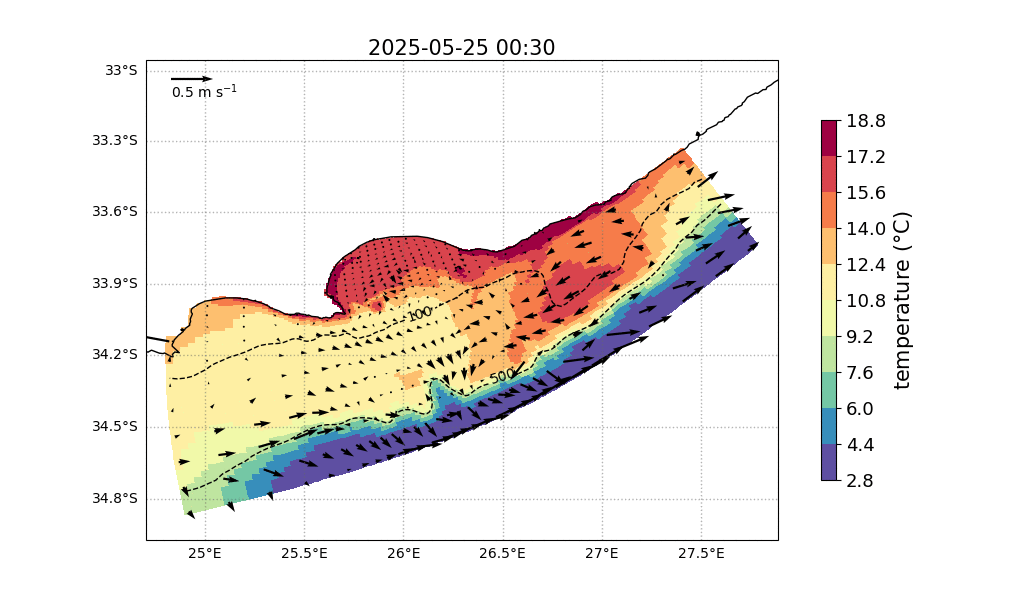 2025-05-25 00:30
0.5 m s⁻¹
33°S
33.3°S
33.6°S
33.9°S
34.2°S
34.5°S
34.8°S
25°E
25.5°E
26°E
26.5°E
27°E
27.5°E
100
500
18.8
17.2
15.6
14.0
12.4
10.8
9.2
7.6
6.0
4.4
2.8
temperature (°C)